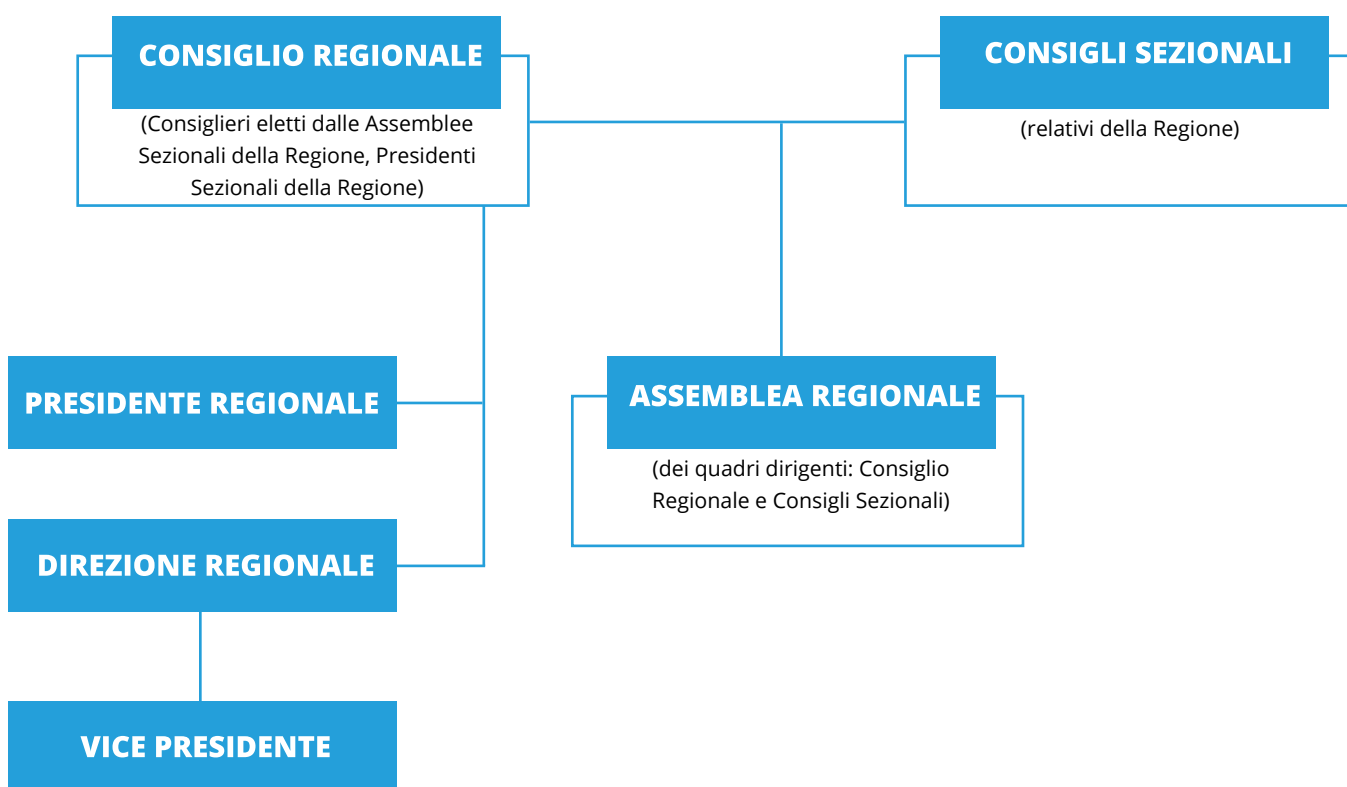 CONSIGLIO REGIONALE
(Consiglieri eletti dalle Assemblee
Sezionali della Regione, Presidenti
Sezionali della Regione)
CONSIGLI SEZIONALI
(relativi della Regione)
PRESIDENTE REGIONALE
ASSEMBLEA REGIONALE
(dei quadri dirigenti: Consiglio
Regionale e Consigli Sezionali)
DIREZIONE REGIONALE
VICE PRESIDENTE